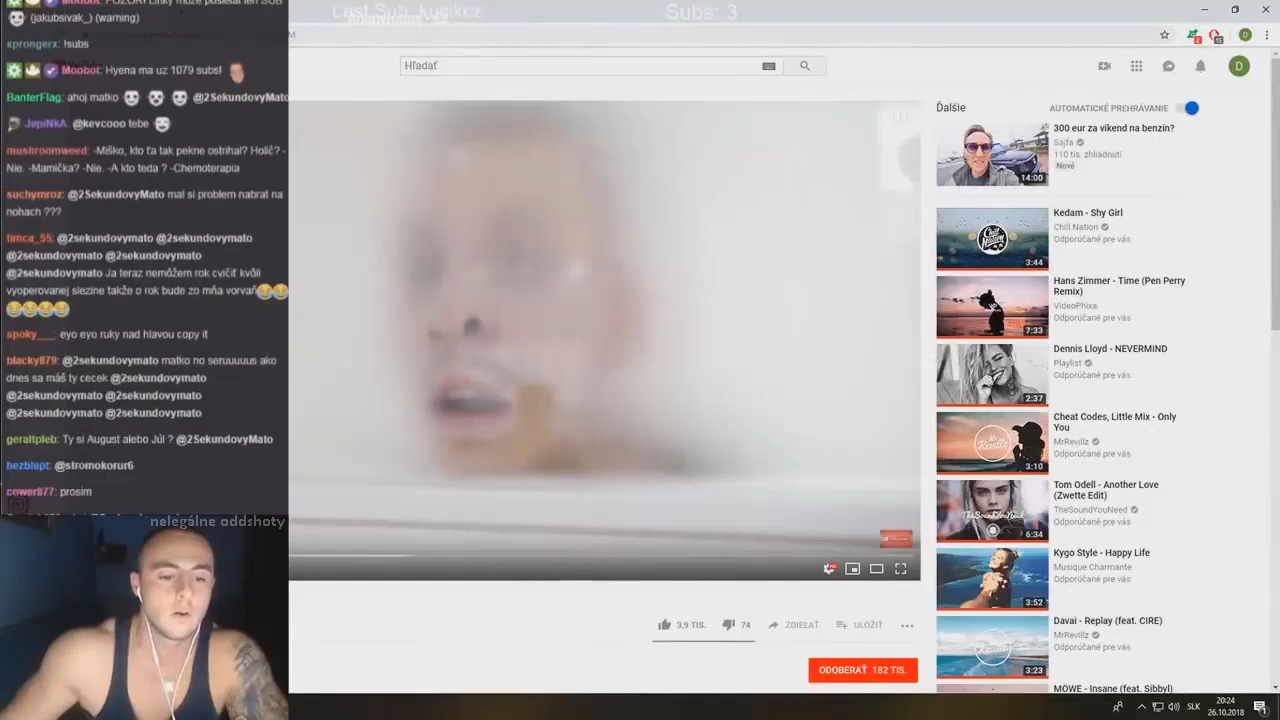 Last Sub, kusikcz
Subs: 3
POZOR! Linky môže posielať len SUB
(jakubsivak_) (warning)
xprongerx: !subs
Moobot: Hyena ma uz 1079 subs!
BanterFlag: ahoj matko @2SekundovyMato
JepiNkA: @kevcooo tebe
mushroomweed: -Miško, kto ťa tak pekne ostrihal? Holič? -
Nie. -Mamička? -Nie. -A kto teda ? -Chemoterapia
suchymroz: @2SekundovyMato mal si problem nabrat na
nohach ???
timca_55: @2sekundovymato @2sekundovymato
@2sekundovymato @2sekundovymato
@2sekundovymato Ja teraz nemôžem rok cvičiť kvôli
vyoperovanej slezine takže o rok bude zo mňa vorvaň
spoky___: eyo eyo ruky nad hlavou copy it
blacky879: @2sekundovymato matko no seruuuuus ako
dnes sa máš ty cecek @2sekundovymato
@2sekundovymato @2sekundovymato
@2sekundovymato @2sekundovymato
geraltpleb: Ty si August alebo Júl ? @2SekundovyMato
hezblept: @stromokorur6
cower877: prosim
nelegálne oddshoty
Hľadať
D
D
3,9 TIS.
74
ZDIEĽAŤ
ULOŽIŤ
ODOBERAŤ 182 TIS.
Ďalšie
AUTOMATICKÉ PREHRÁVANIE
300 eur za víkend na benzín?
Sajfa
110 tis. zhliadnutí
Nové
14:00
Kedam - Shy Girl
Chill Nation
Odporúčané pre vás
3:44
Hans Zimmer - Time (Pen Perry
Remix)
VideoPhixa
Odporúčané pre vás
7:33
Dennis Lloyd - NEVERMIND
Playlist
Odporúčané pre vás
2:37
Cheat Codes, Little Mix - Only
You
MrRevillz
Odporúčané pre vás
3:10
Tom Odell - Another Love
(Zwette Edit)
TheSoundYouNeed
Odporúčané pre vás
6:34
Kygo Style - Happy Life
Musique Charmante
Odporúčané pre vás
3:52
Davai - Replay (feat. CIRE)
MrRevillz
Odporúčané pre vás
3:23
MÖWE - Insane (feat. Sibbyl)
SLK
20:24
26.10.2018